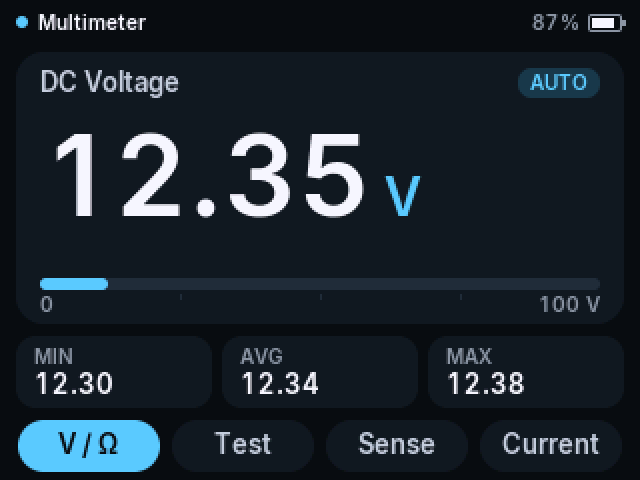 Multimeter 87%
DC Voltage AUTO
12.35 V
0 100 V
MIN AVG MAX
12.30 12.34 12.38
V / Ω Test Sense Current